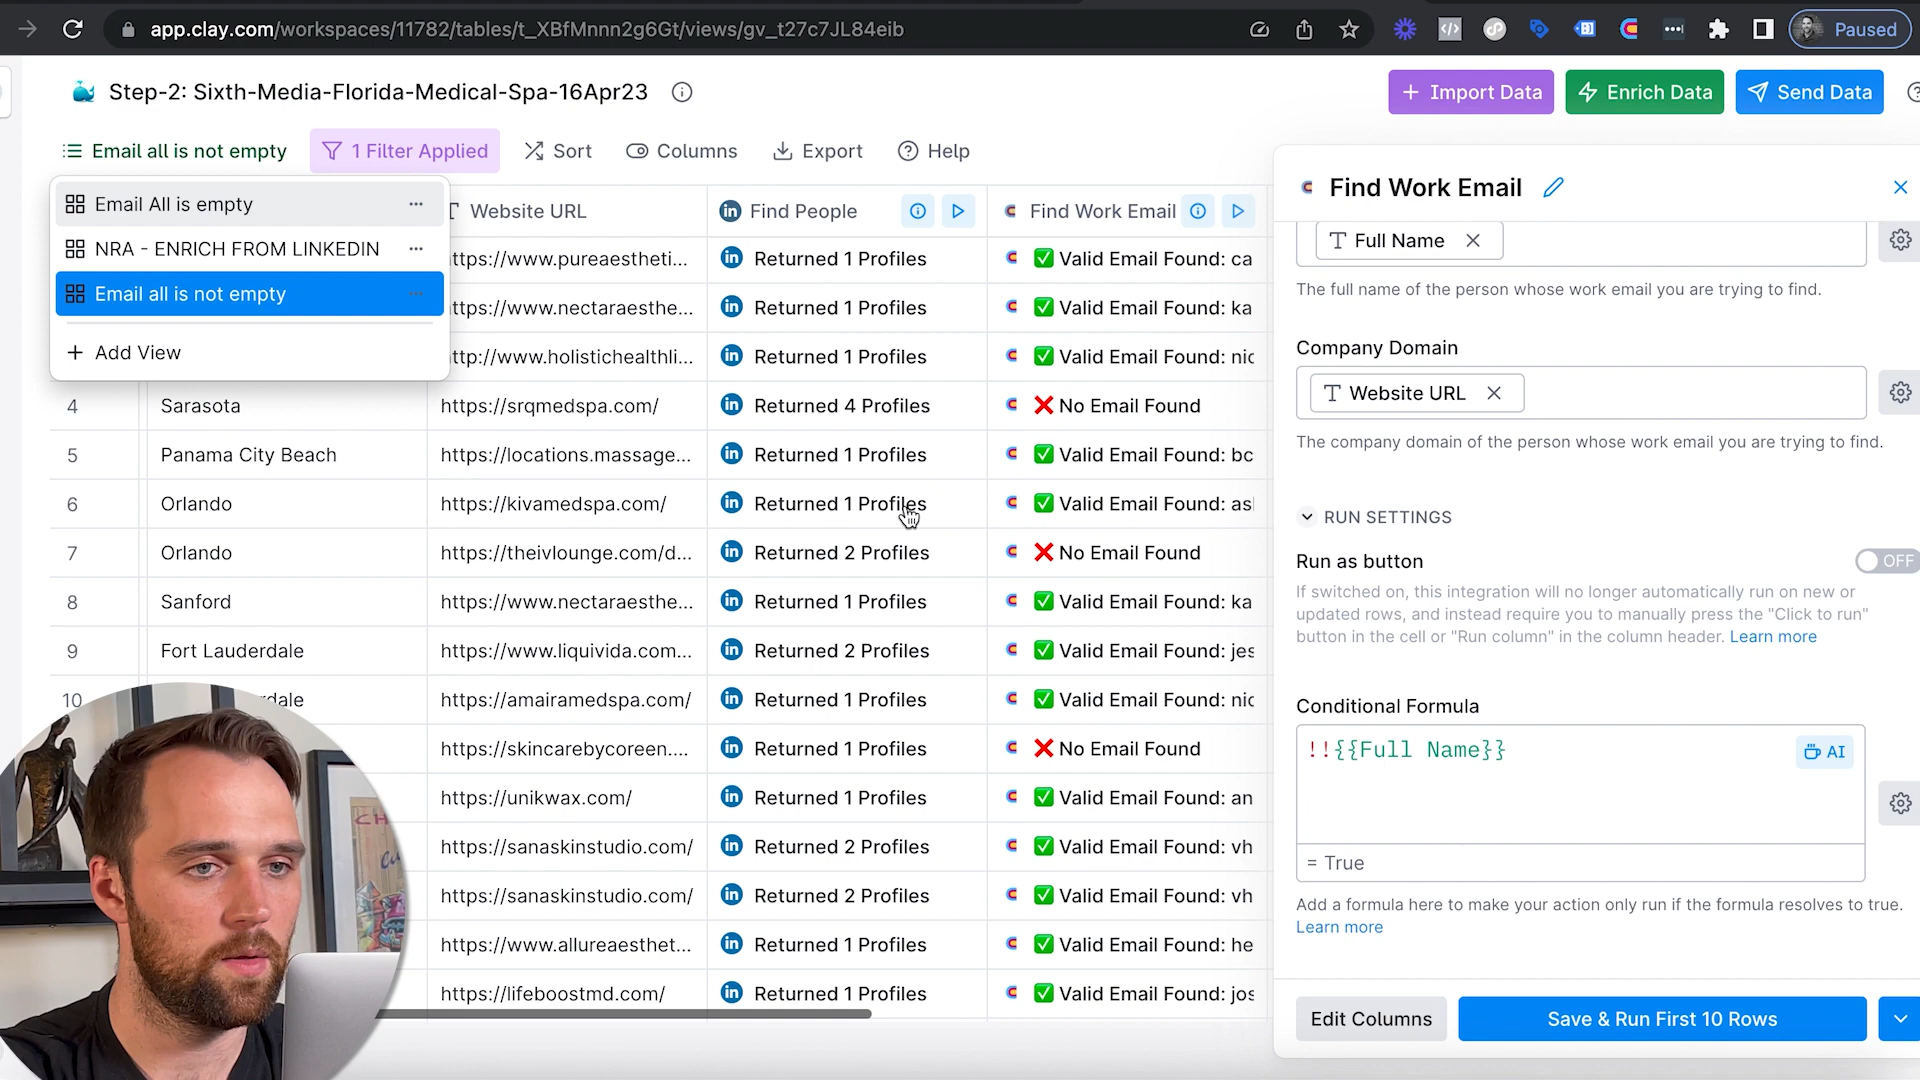 app.clay.com/workspaces/11782/tables/t_XBfMnnn2g6Gt/views/gv_t27c7JL84eib
Paused
Step-2: Sixth-Media-Florida-Medical-Spa-16Apr23
Import Data
Enrich Data
Send Data
Email all is not empty
1 Filter Applied
Sort
Columns
Export
Help
Email All is empty
NRA - ENRICH FROM LINKEDIN
Email all is not empty
+ Add View
Website URL
Find People
Find Work Email
ttps://www.pureaestheti...
Returned 1 Profiles
Valid Email Found: ca
ttps://www.nectaraesthe...
Returned 1 Profiles
Valid Email Found: ka
ttp://www.holistichealthli...
Returned 1 Profiles
Valid Email Found: nic
4 Sarasota https://srqmedspa.com/ Returned 4 Profiles No Email Found
5 Panama City Beach https://locations.massage... Returned 1 Profiles Valid Email Found: bc
6 Orlando https://kivamedspa.com/ Returned 1 Profiles Valid Email Found: as
7 Orlando https://theivlounge.com/d... Returned 2 Profiles No Email Found
8 Sanford https://www.nectaraesthe... Returned 1 Profiles Valid Email Found: ka
9 Fort Lauderdale https://www.liquivida.com... Returned 2 Profiles Valid Email Found: jes
10 dale https://amairamedspa.com/ Returned 1 Profiles Valid Email Found: nic
https://skincarebycoreen.... Returned 1 Profiles No Email Found
https://unikwax.com/ Returned 1 Profiles Valid Email Found: an
https://sanaskinstudio.com/ Returned 2 Profiles Valid Email Found: vh
https://sanaskinstudio.com/ Returned 2 Profiles Valid Email Found: vh
https://www.allureaesthet... Returned 1 Profiles Valid Email Found: he
https://lifeboostmd.com/ Returned 1 Profiles Valid Email Found: jos
Find Work Email
Full Name
The full name of the person whose work email you are trying to find.
Company Domain
Website URL
The company domain of the person whose work email you are trying to find.
RUN SETTINGS
Run as button
OFF
If switched on, this integration will no longer automatically run on new or
updated rows, and instead require you to manually press the "Click to run"
button in the cell or "Run column" in the column header. Learn more
Conditional Formula
!!{{Full Name}}
AI
= True
Add a formula here to make your action only run if the formula resolves to true.
Learn more
Edit Columns
Save & Run First 10 Rows